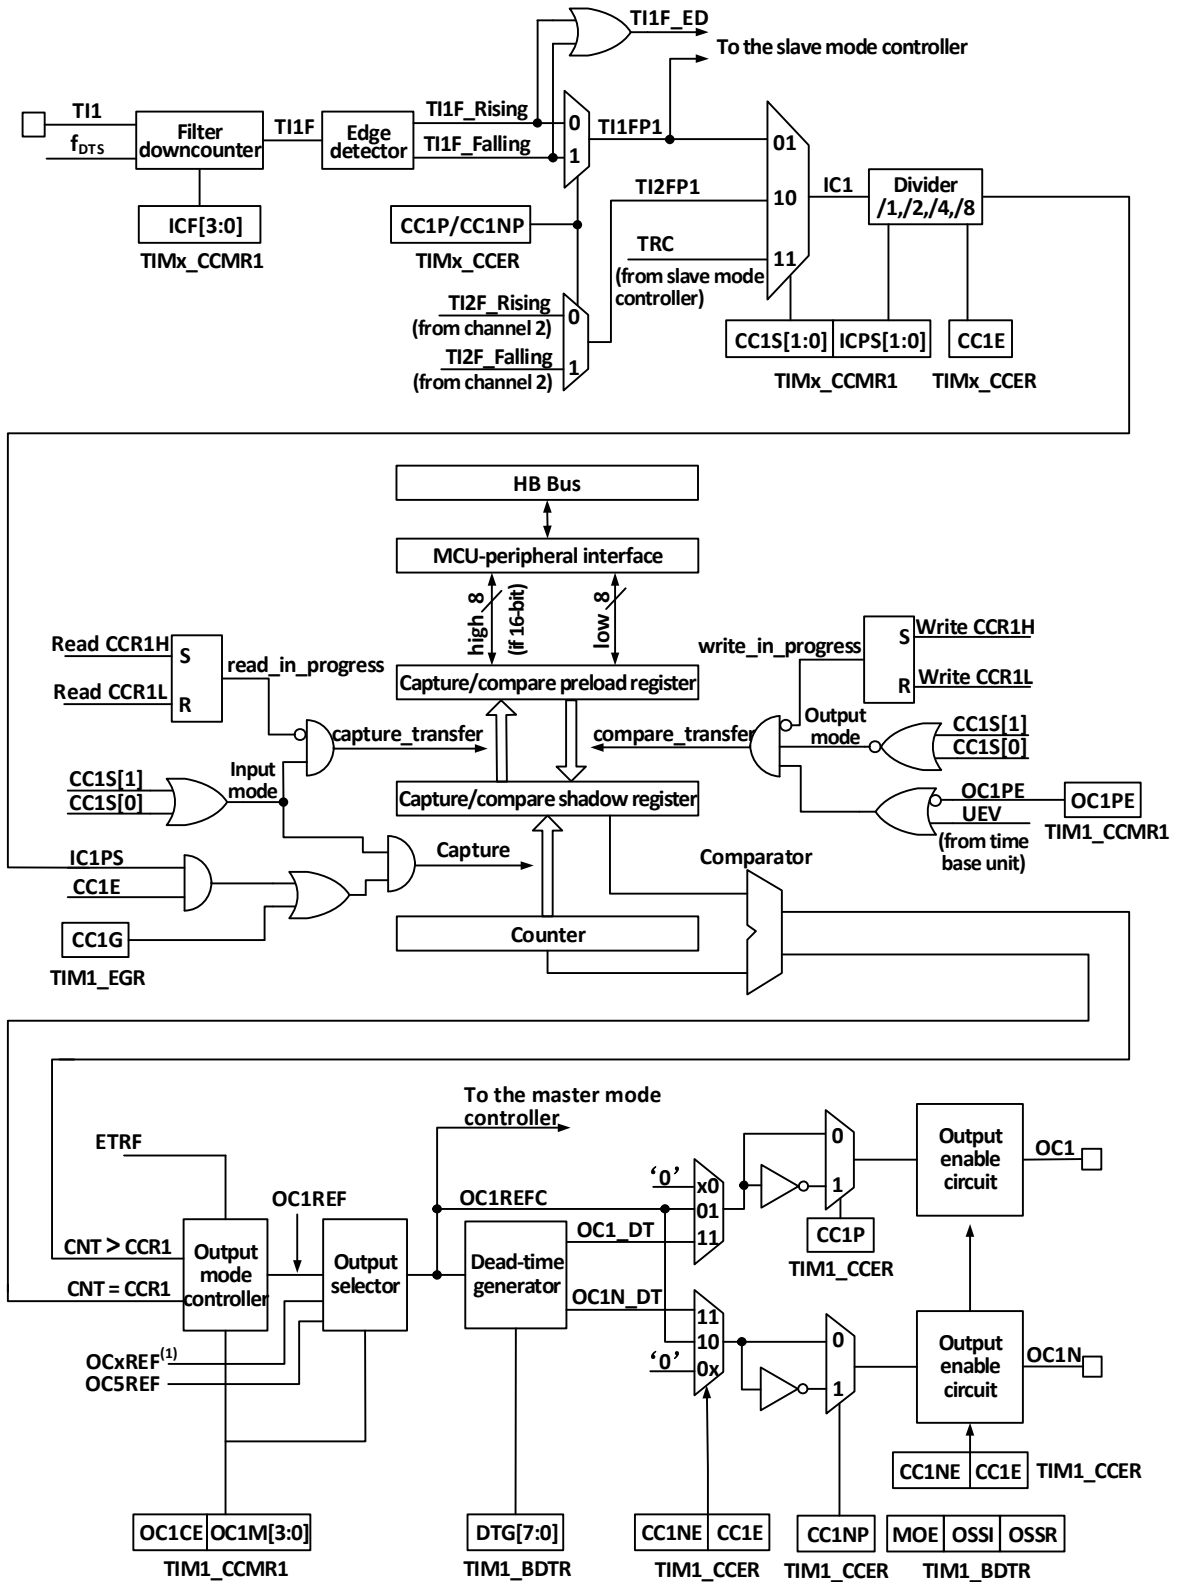 TI1F_ED
To the slave mode controller
TI1
fDTS
Filter
downcounter
TI1F
Edge
detector
TI1F_Rising
TI1F_Falling
0
1
TI1FP1
TI2FP1
TRC
(from slave mode
controller)
01
10
11
IC1
Divider
/1,/2,/4,/8
ICF[3:0]
TIMx_CCMR1
CC1P/CC1NP
TIMx_CCER
TI2F_Rising
(from channel 2)
TI2F_Falling
(from channel 2)
0
1
CC1S[1:0]
ICPS[1:0]
TIMx_CCMR1
CC1E
TIMx_CCER
HB Bus
MCU-peripheral interface
high
8
(if 16-bit)
low
8
Read CCR1H
Read CCR1L
S
R
read_in_progress
Capture/compare preload register
write_in_progress
S
R
Write CCR1H
Write CCR1L
capture_transfer
compare_transfer
Output
mode
CC1S[1]
CC1S[0]
CC1S[1]
CC1S[0]
Input
mode
Capture/compare shadow register
OC1PE
UEV
(from time
base unit)
OC1PE
TIM1_CCMR1
IC1PS
CC1E
Capture
Comparator
CC1G
TIM1_EGR
Counter
To the master mode
controller
ETRF
OC1REF
CNT > CCR1
CNT = CCR1
Output
mode
controller
Output
selector
OCxREF(1)
OC5REF
OC1REFC
Dead-time
generator
OC1_DT
OC1N_DT
‘0’
x0
01
11
11
10
0x
‘0’
0
1
CC1P
TIM1_CCER
0
1
Output
enable
circuit
OC1
Output
enable
circuit
OC1N
CC1NE
CC1E
TIM1_CCER
OC1CE
OC1M[3:0]
TIM1_CCMR1
DTG[7:0]
TIM1_BDTR
CC1NE
CC1E
TIM1_CCER
CC1NP
TIM1_CCER
MOE
OSSI
OSSR
TIM1_BDTR